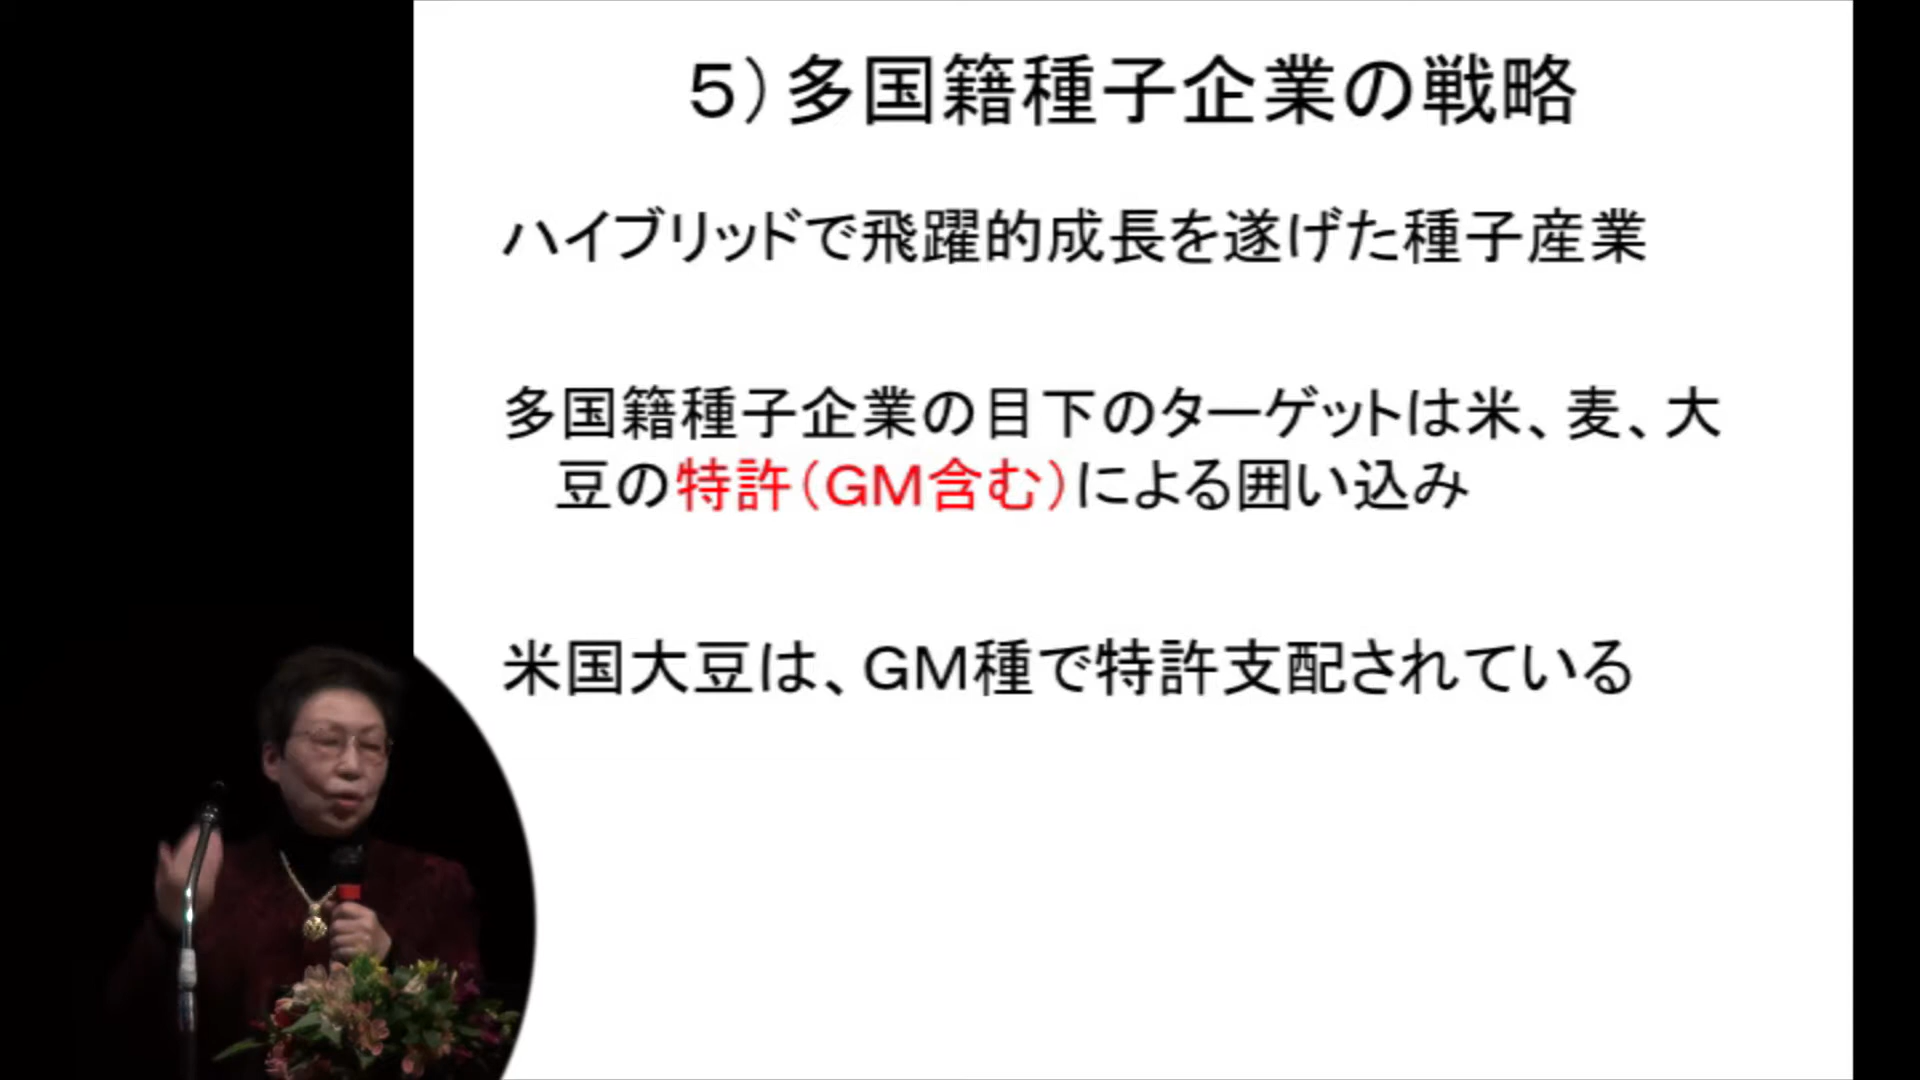 5）多国籍種子企業の戦略
ハイブリッドで飛躍的成長を遂げた種子産業
多国籍種子企業の目下のターゲットは米、麦、大
豆の特許（GM含む）による囲い込み
米国大豆は、GM種で特許支配されている